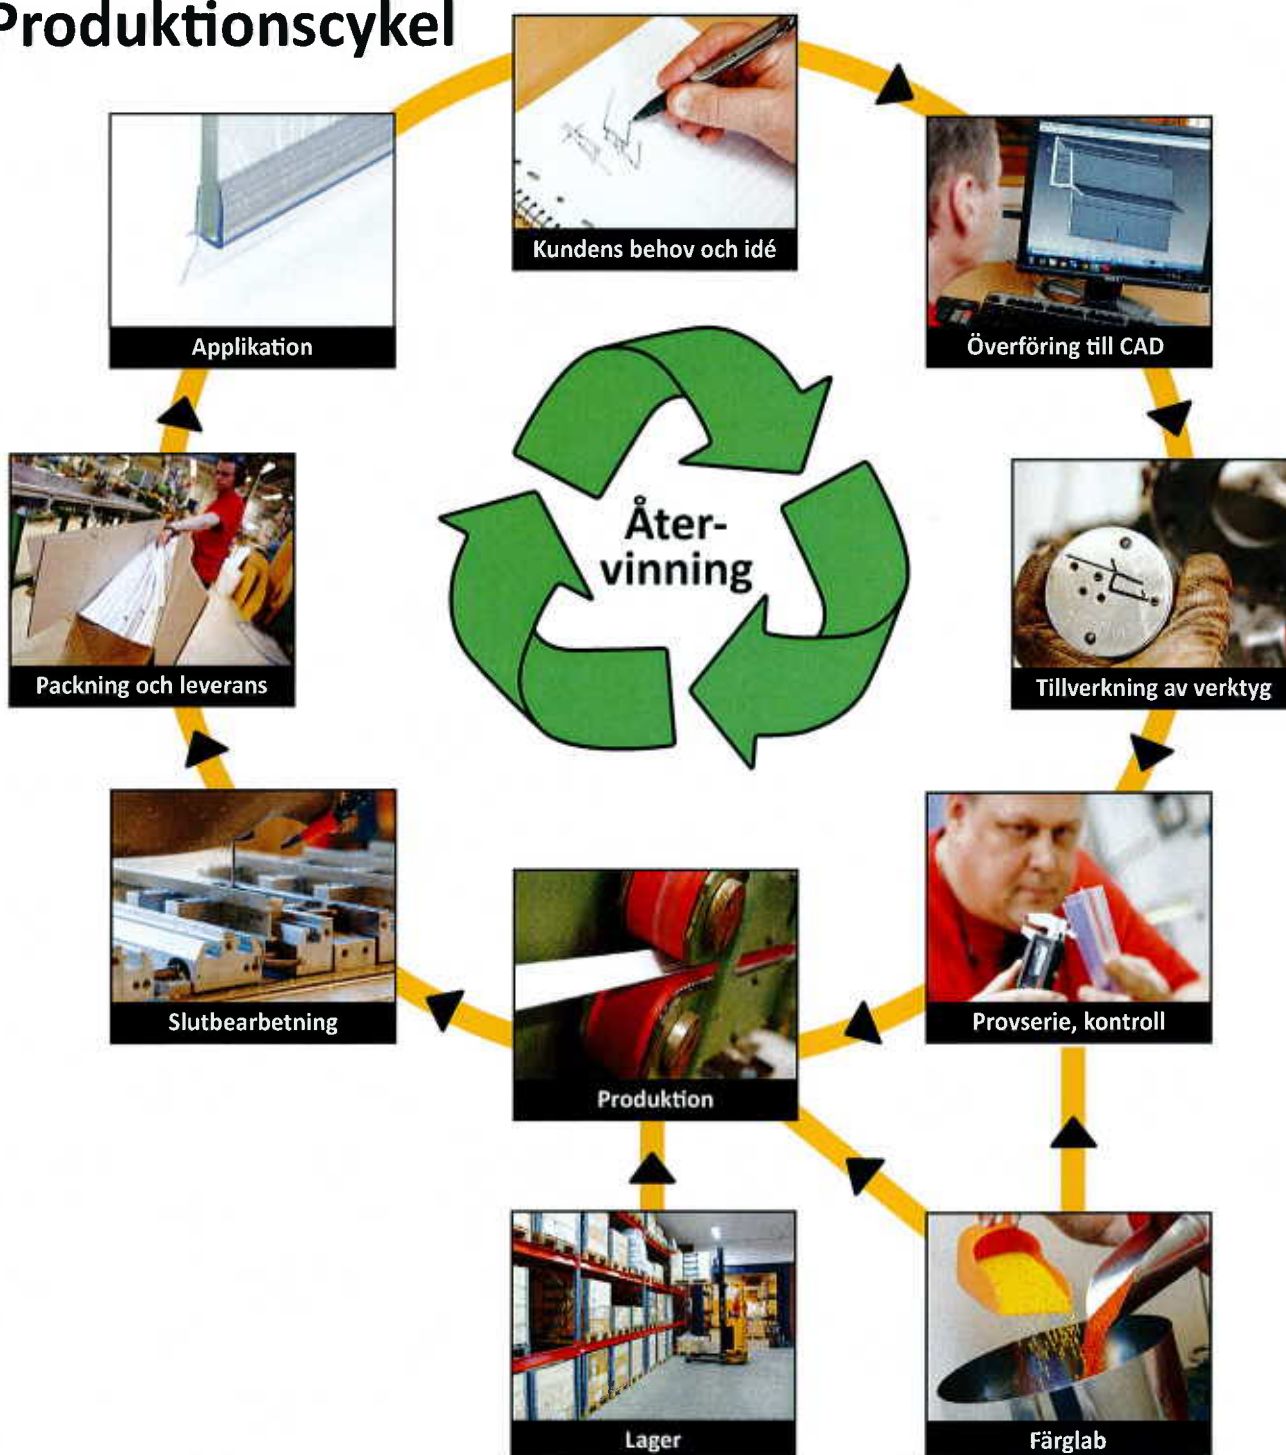 Produktionscykel
Kundens behov och idé
Applikation
Överföring till CAD
Åter-
vinning
Packning och leverans
Tillverkning av verktyg
Slutbearbetning
Provserie, kontroll
Produktion
Lager
Färglab